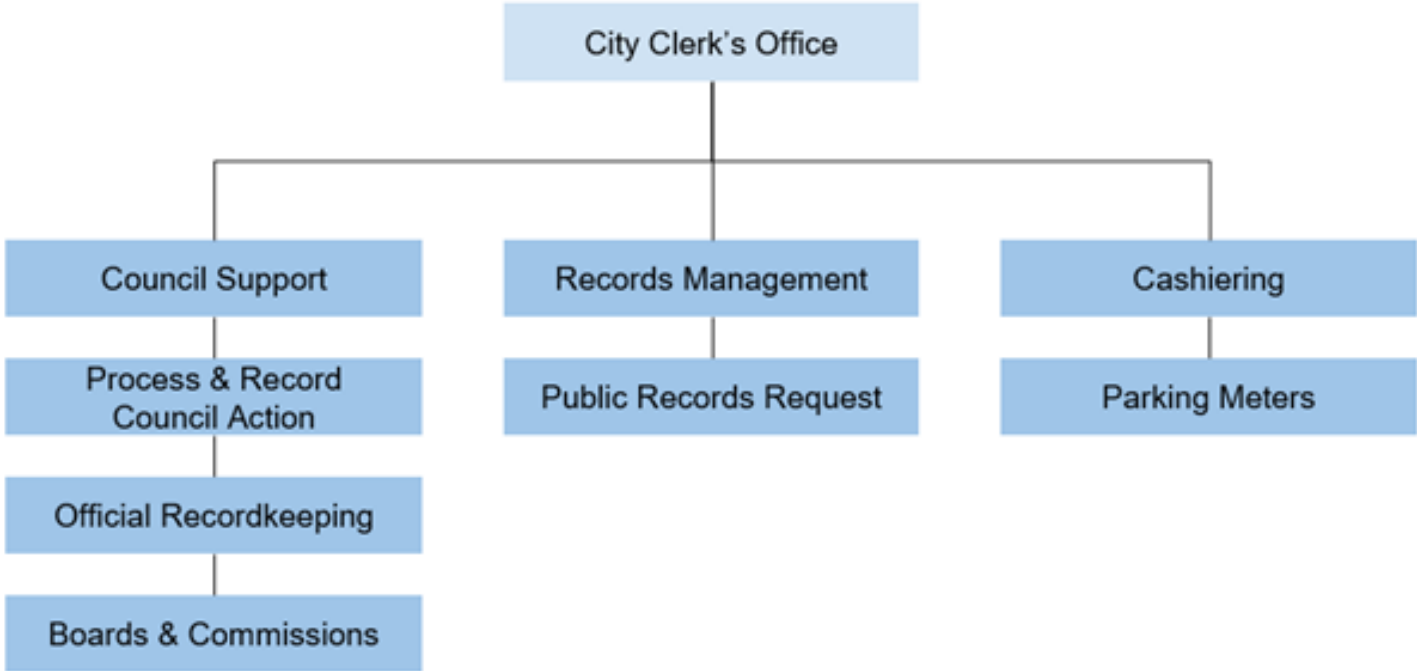 City Clerk's Office
Council Support
Process & Record
Council Action
Official Recordkeeping
Boards & Commissions
Records Management
Public Records Request
Cashiering
Parking Meters